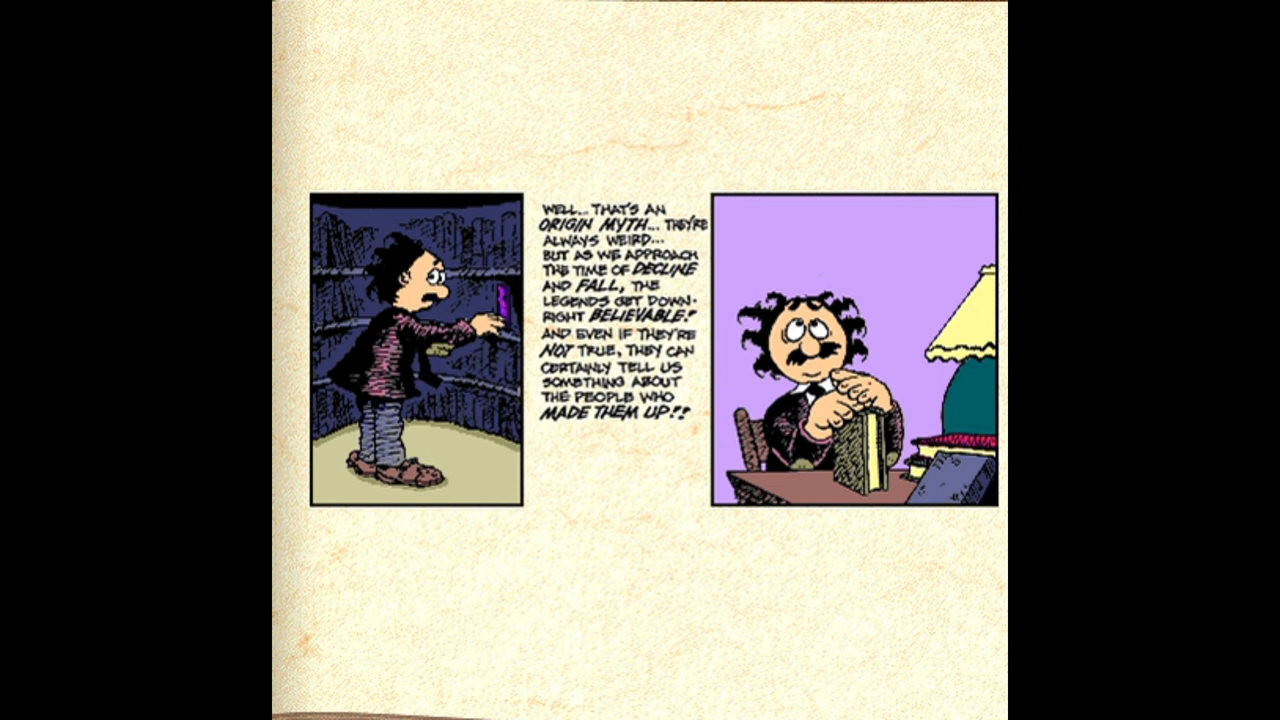 WELL... THAT'S AN
ORIGIN MYTH... THEY'RE
ALWAYS WEIRD...
BUT AS WE APPROACH
THE TIME OF DECLINE
AND FALL, THE
LEGENDS GET DOWN-
RIGHT BELIEVABLE!
AND EVEN IF THEY'RE
NOT TRUE, THEY CAN
CERTAINLY TELL US
SOMETHING ABOUT
THE PEOPLE WHO
MADE THEM UP!!